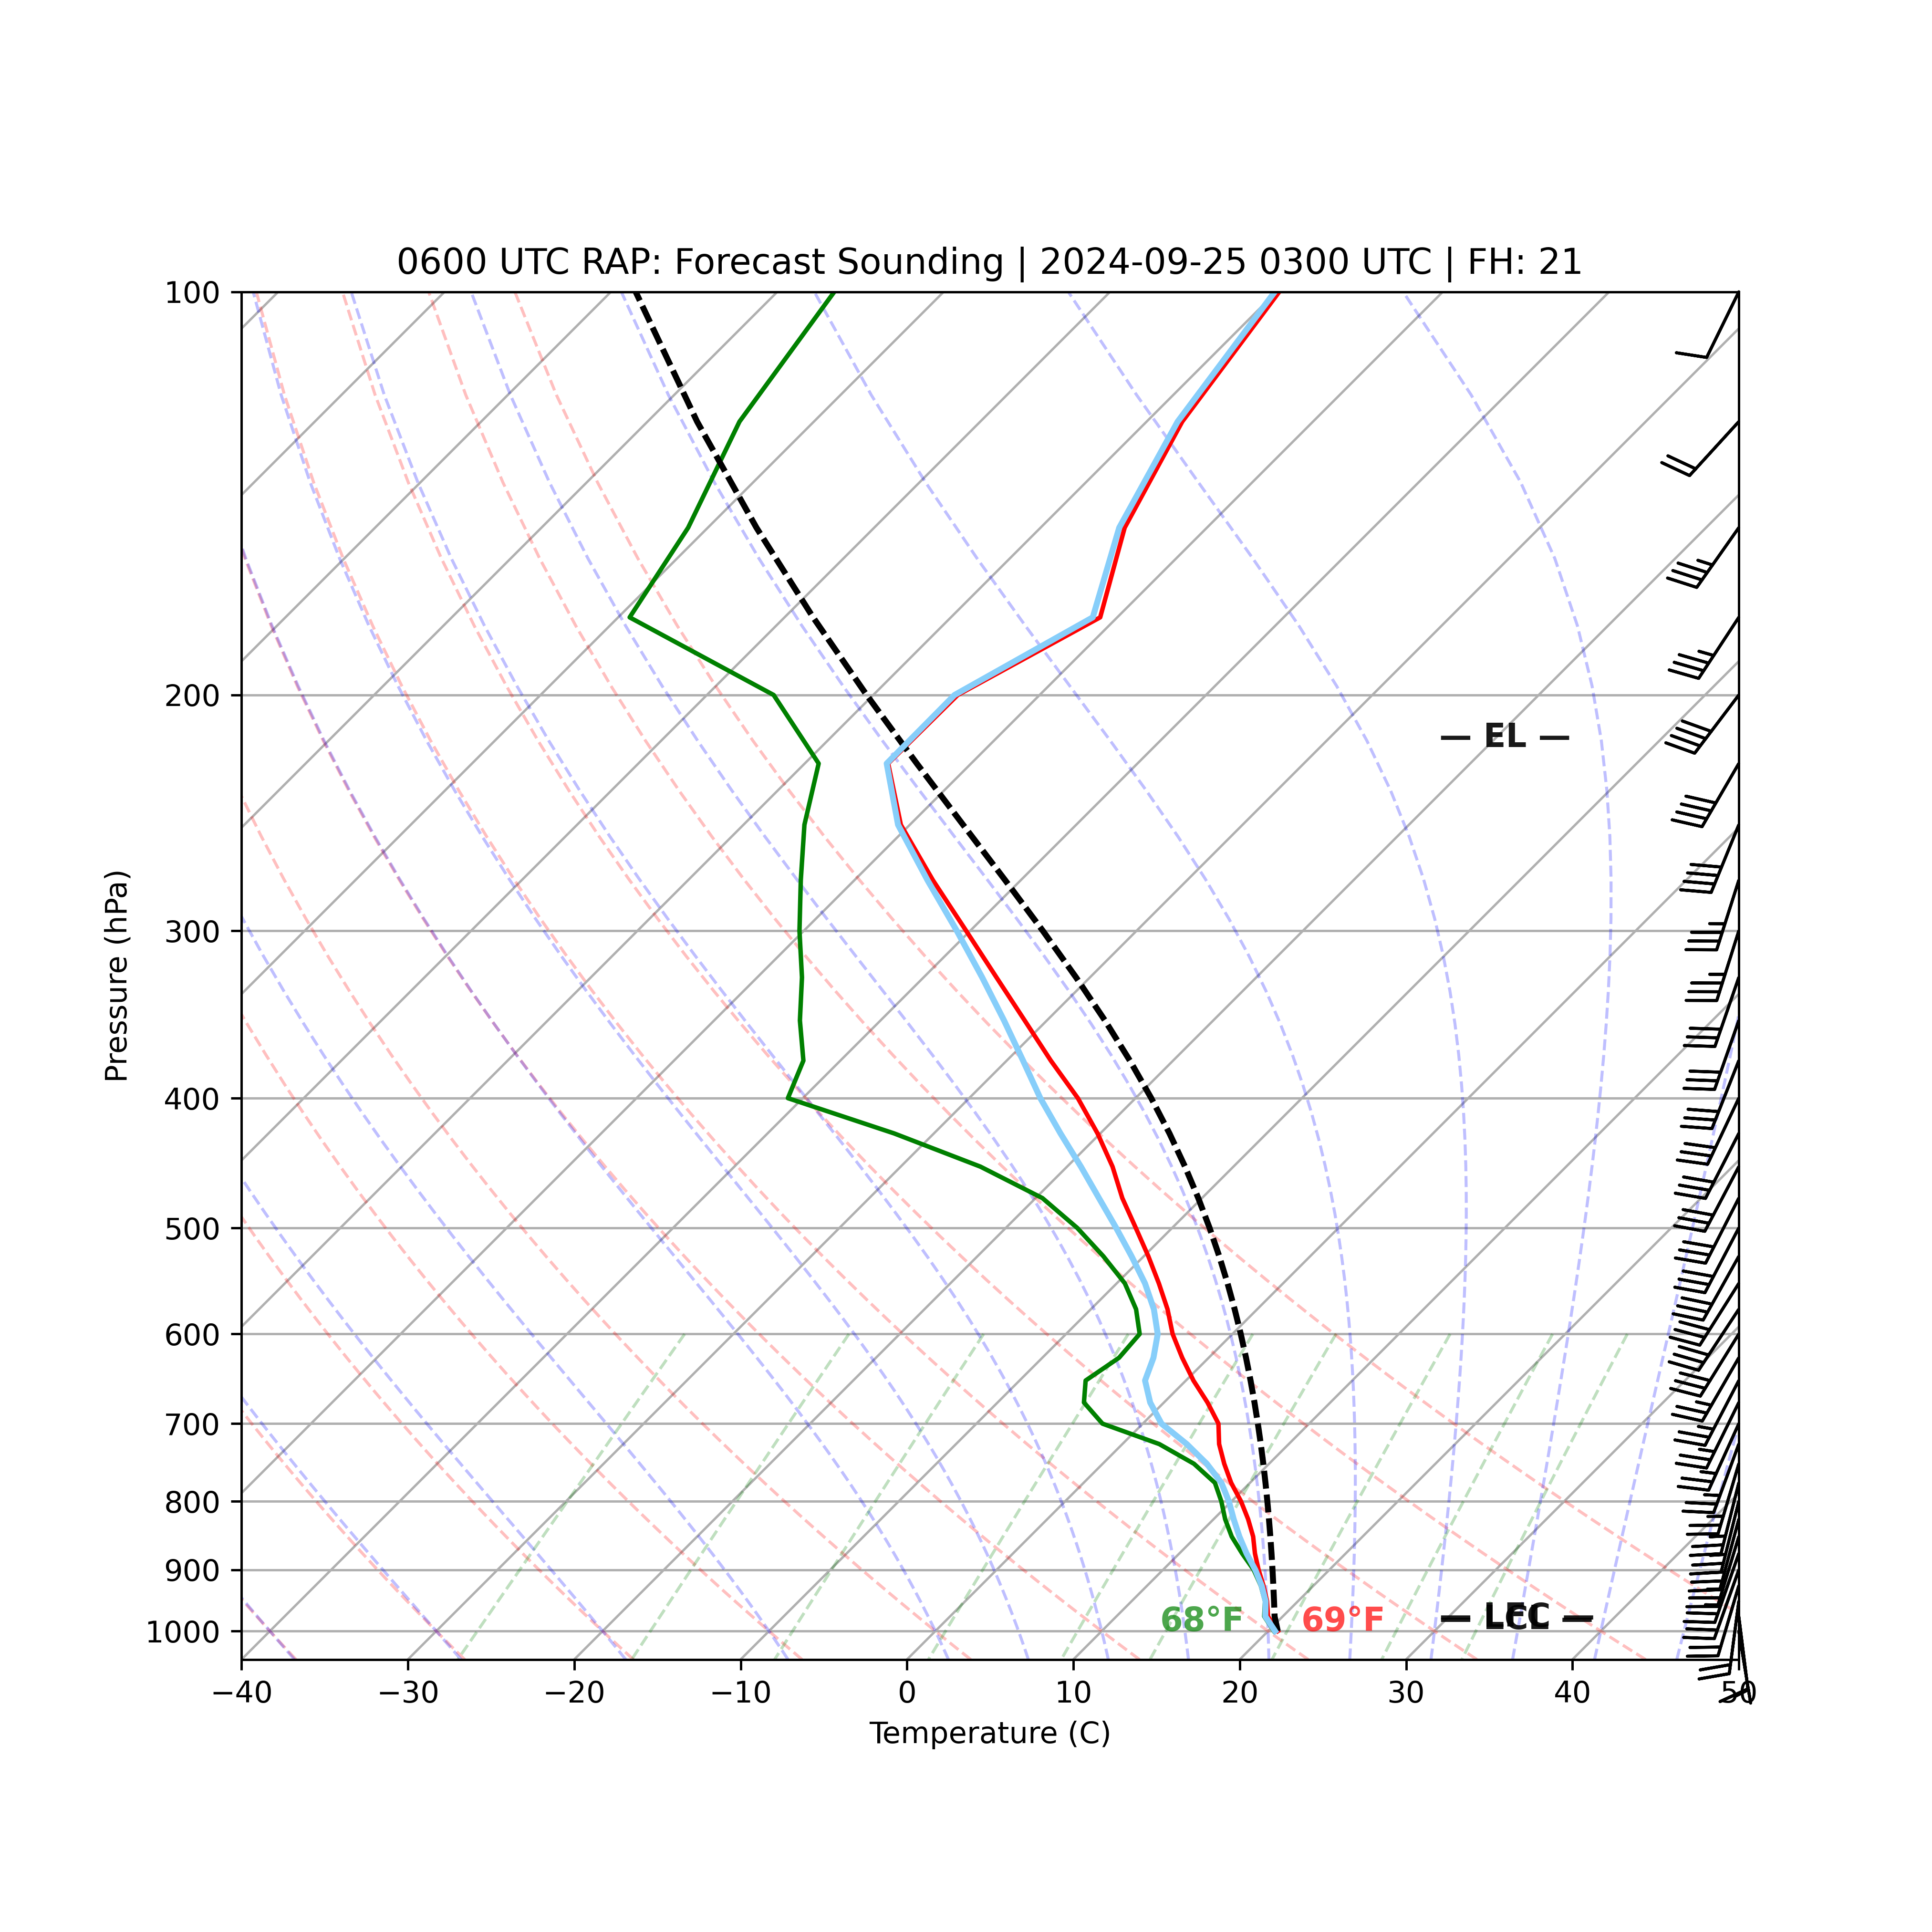 0600 UTC RAP: Forecast Sounding | 2024-09-25 0300 UTC | FH: 21
100
200
— EL —
300
Pressure (hPa)
400
500
600
700
800
900
68°F 69°F
1000
−40 −30 −20 −10 0 10 20 30 40 50
Temperature (C)